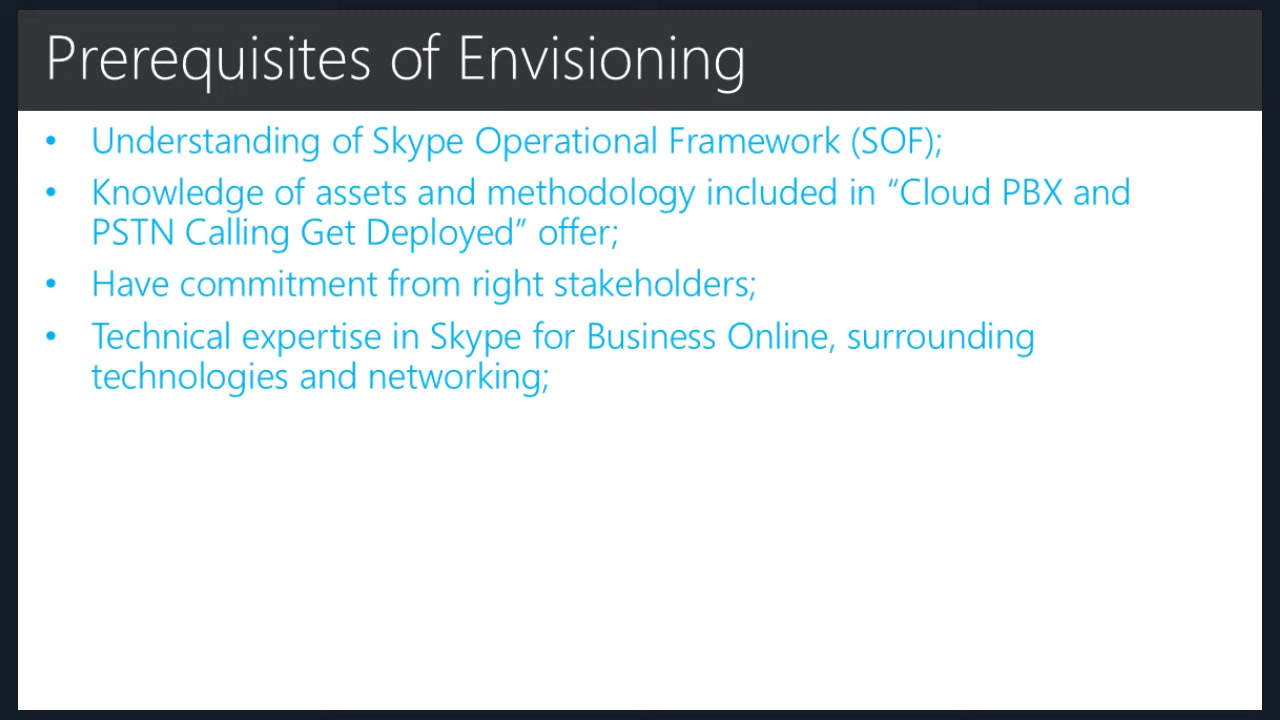 Prerequisites of Envisioning
• Understanding of Skype Operational Framework (SOF);
• Knowledge of assets and methodology included in “Cloud PBX and
PSTN Calling Get Deployed” offer;
• Have commitment from right stakeholders;
• Technical expertise in Skype for Business Online, surrounding
technologies and networking;